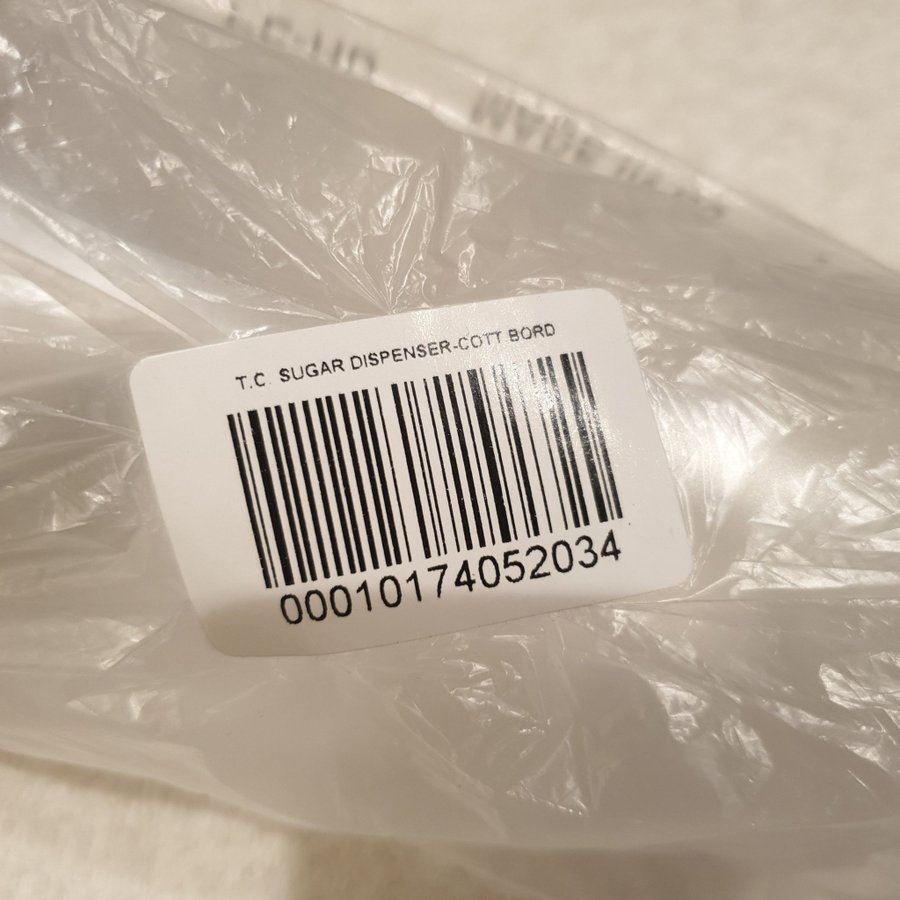 T.C. SUGAR DISPENSER-COTT BORD
00010174052034